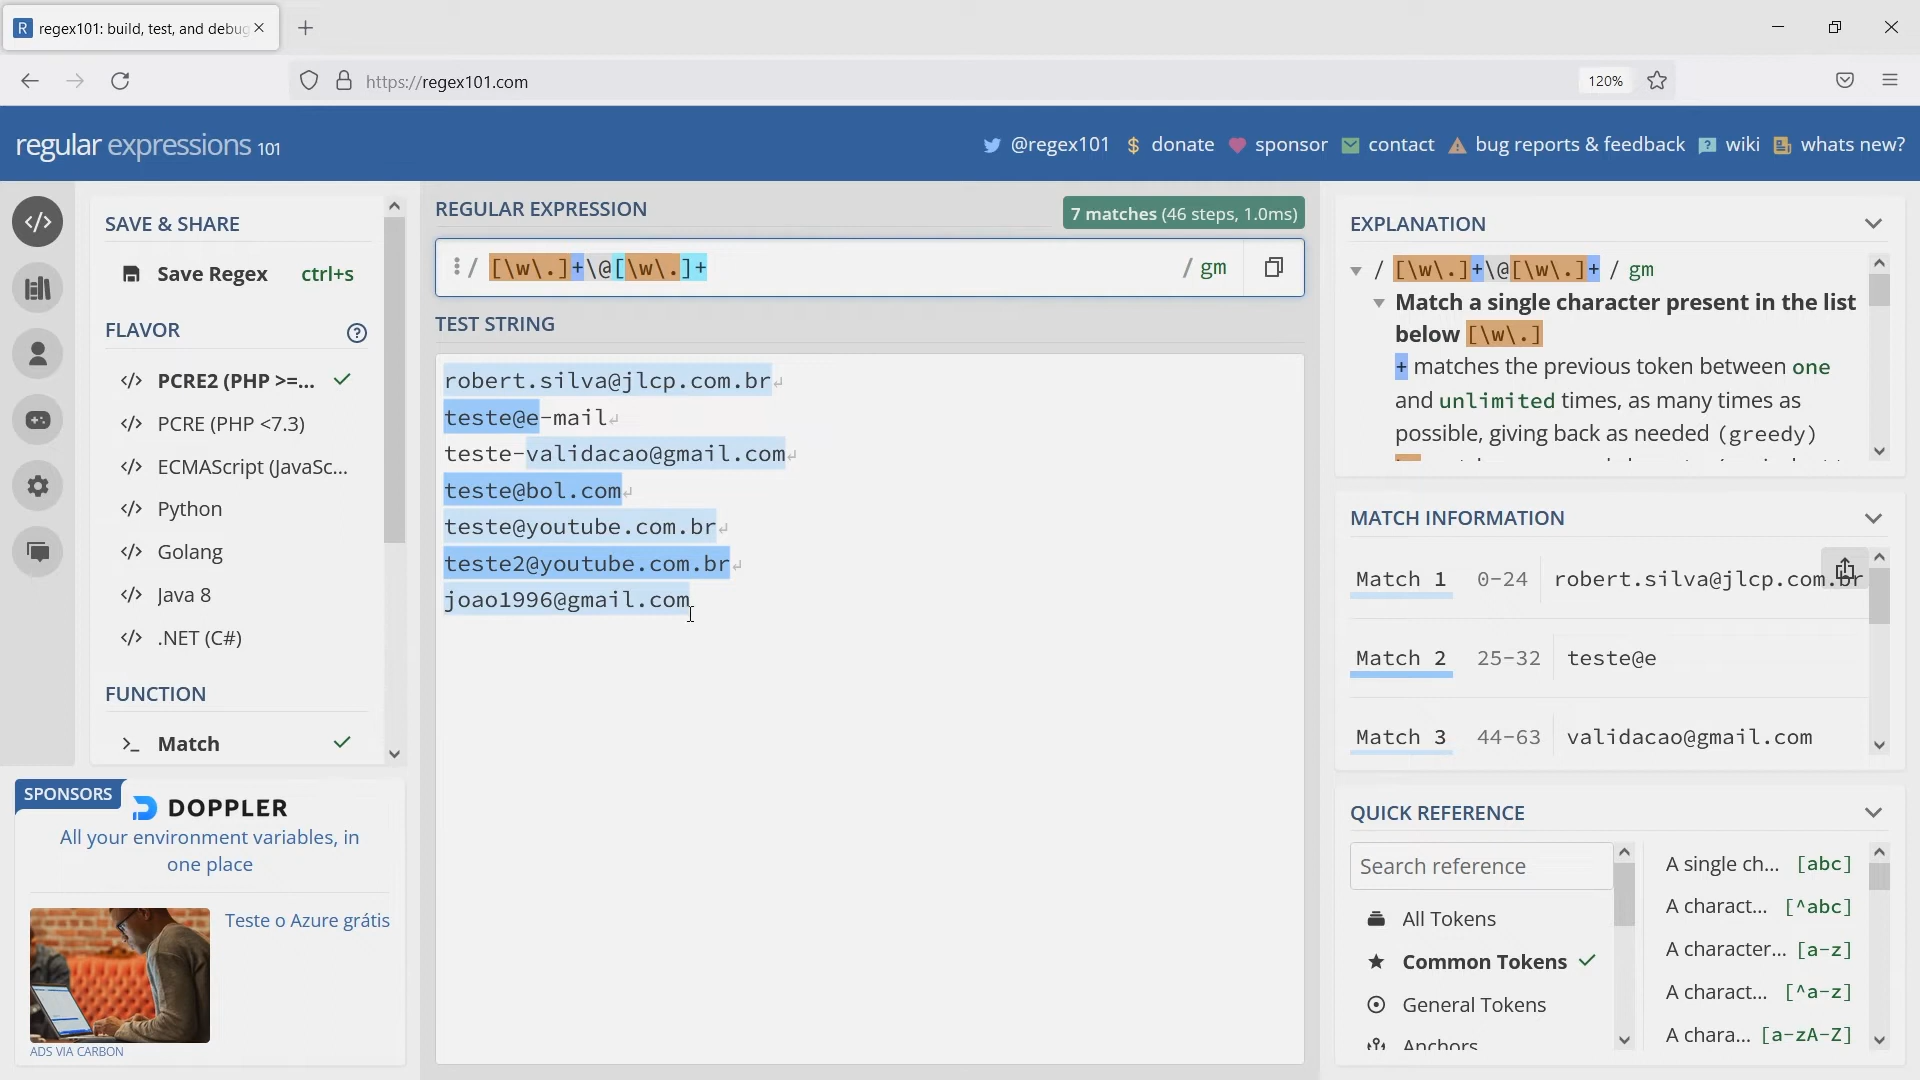 regex101: build, test, and debug
https://regex101.com
120%
regular expressions 101
@regex101
donate
sponsor
contact
bug reports & feedback
wiki
whats new?
SAVE & SHARE
Save Regex ctrl+s
FLAVOR
PCRE2 (PHP >=...
PCRE (PHP <7.3)
ECMAScript (JavaSc...
Python
Golang
Java 8
.NET (C#)
FUNCTION
Match
SPONSORS
DOPPLER
All your environment variables, in
one place
Teste o Azure grátis
ADS VIA CARBON
REGULAR EXPRESSION
7 matches (46 steps, 1.0ms)
/ [\w\.]+\@[\w\.]+ / gm
TEST STRING
robert.silva@jlcp.com.br
teste@e-mail
teste-validacao@gmail.com
teste@bol.com
teste@youtube.com.br
teste2@youtube.com.br
joao1996@gmail.com
EXPLANATION
/ [\w\.]+\@[\w\.]+ / gm
Match a single character present in the list
below [\w\.]
+ matches the previous token between one
and unlimited times, as many times as
possible, giving back as needed (greedy)
MATCH INFORMATION
Match 1 0-24 robert.silva@jlcp.com.br
Match 2 25-32 teste@e
Match 3 44-63 validacao@gmail.com
QUICK REFERENCE
Search reference
All Tokens
Common Tokens
General Tokens
Anchors
A single ch... [abc]
A charact... [^abc]
A character... [a-z]
A charact... [^a-z]
A chara... [a-zA-Z]